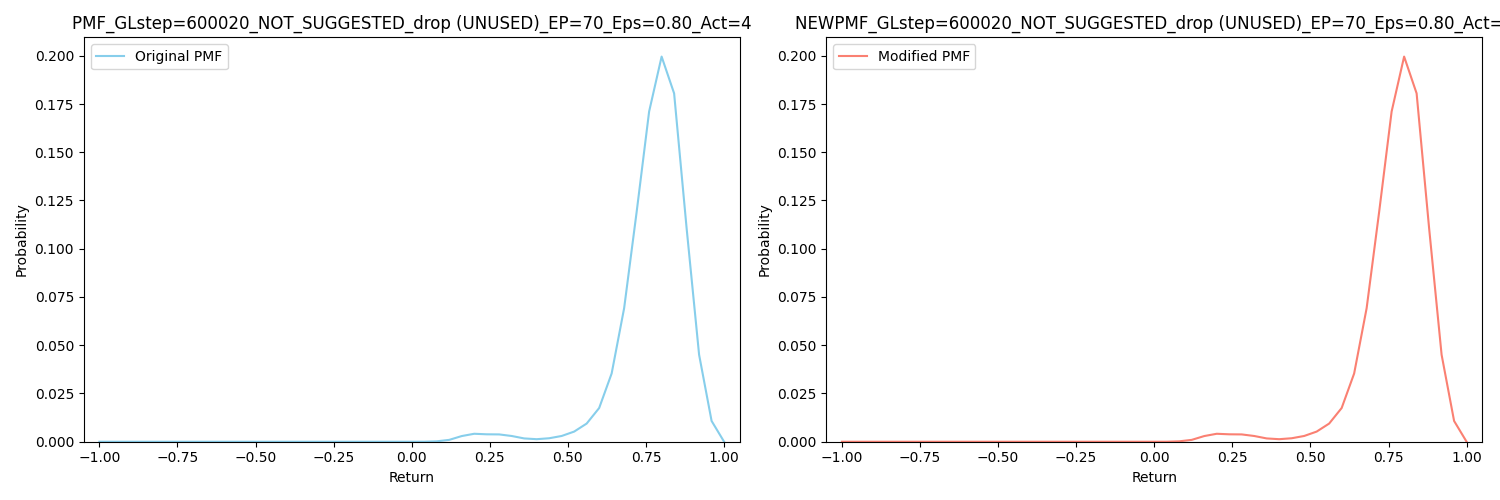 PMF_GLstep=600020_NOT_SUGGESTED_drop (UNUSED)_EP=70_Eps=0.80_Act=4
Original PMF
0.200
0.175
0.150
0.125
0.100
0.075
0.050
0.025
0.000
Probability
−1.00 −0.75 −0.50 −0.25 0.00 0.25 0.50 0.75 1.00
Return
NEWPMF_GLstep=600020_NOT_SUGGESTED_drop (UNUSED)_EP=70_Eps=0.80_Act=
Modified PMF
0.200
0.175
0.150
0.125
0.100
0.075
0.050
0.025
0.000
Probability
−1.00 −0.75 −0.50 −0.25 0.00 0.25 0.50 0.75 1.00
Return